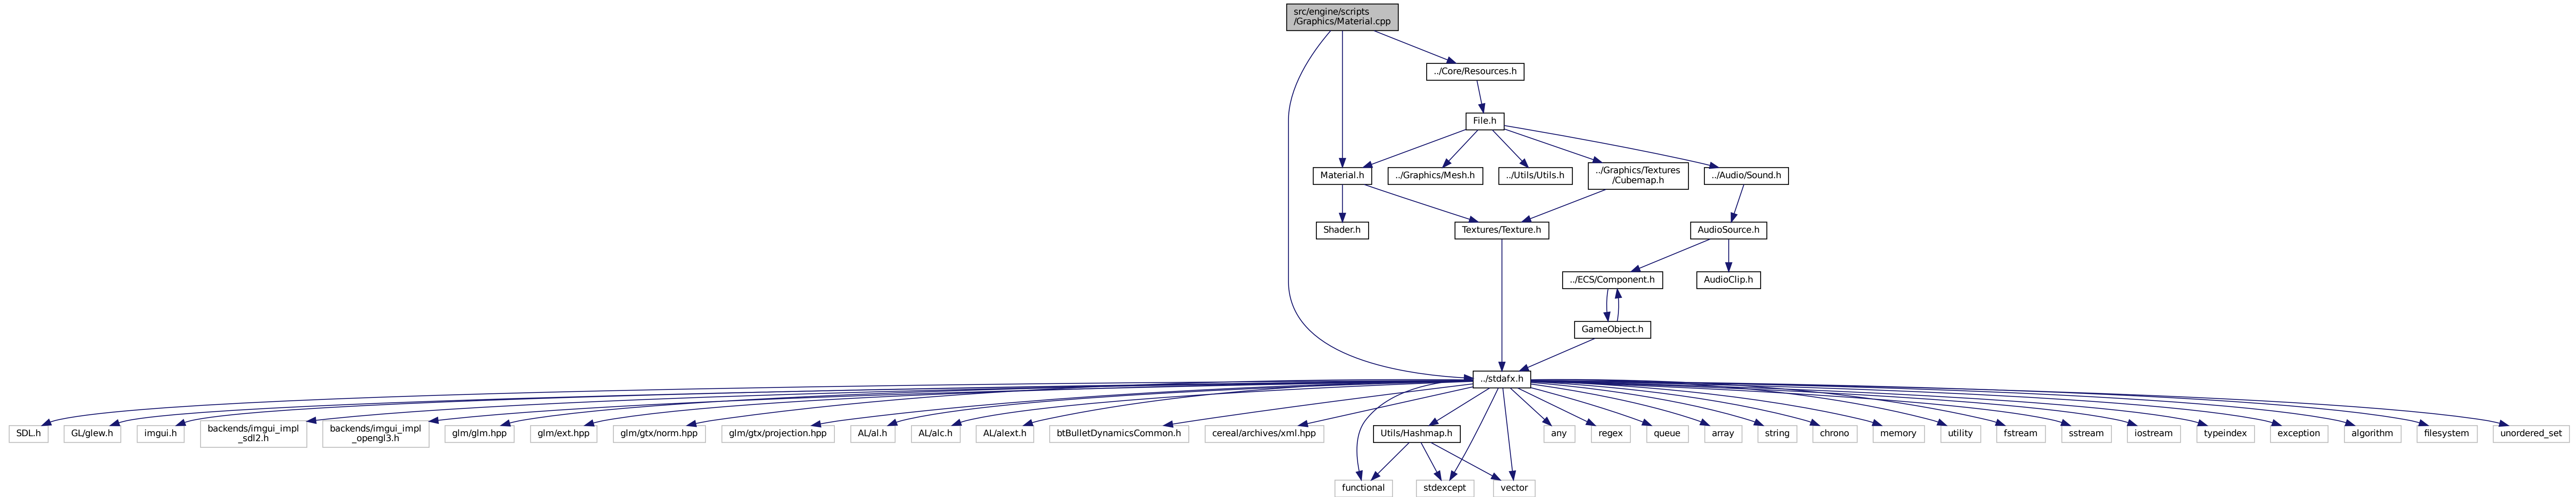 src/engine/scripts
/Graphics/Material.cpp
../Core/Resources.h
File.h
Material.h
../Graphics/Mesh.h
../Utils/Utils.h
../Graphics/Textures
/Cubemap.h
../Audio/Sound.h
Shader.h
Textures/Texture.h
AudioSource.h
../ECS/Component.h
AudioClip.h
GameObject.h
../stdafx.h
SDL.h
GL/glew.h
imgui.h
backends/imgui_impl
_sdl2.h
backends/imgui_impl
_opengl3.h
glm/glm.hpp
glm/ext.hpp
glm/gtx/norm.hpp
glm/gtx/projection.hpp
AL/al.h
AL/alc.h
AL/alext.h
btBulletDynamicsCommon.h
cereal/archives/xml.hpp
Utils/Hashmap.h
any
regex
queue
array
string
chrono
memory
utility
fstream
sstream
iostream
typeindex
exception
algorithm
filesystem
unordered_set
functional
stdexcept
vector